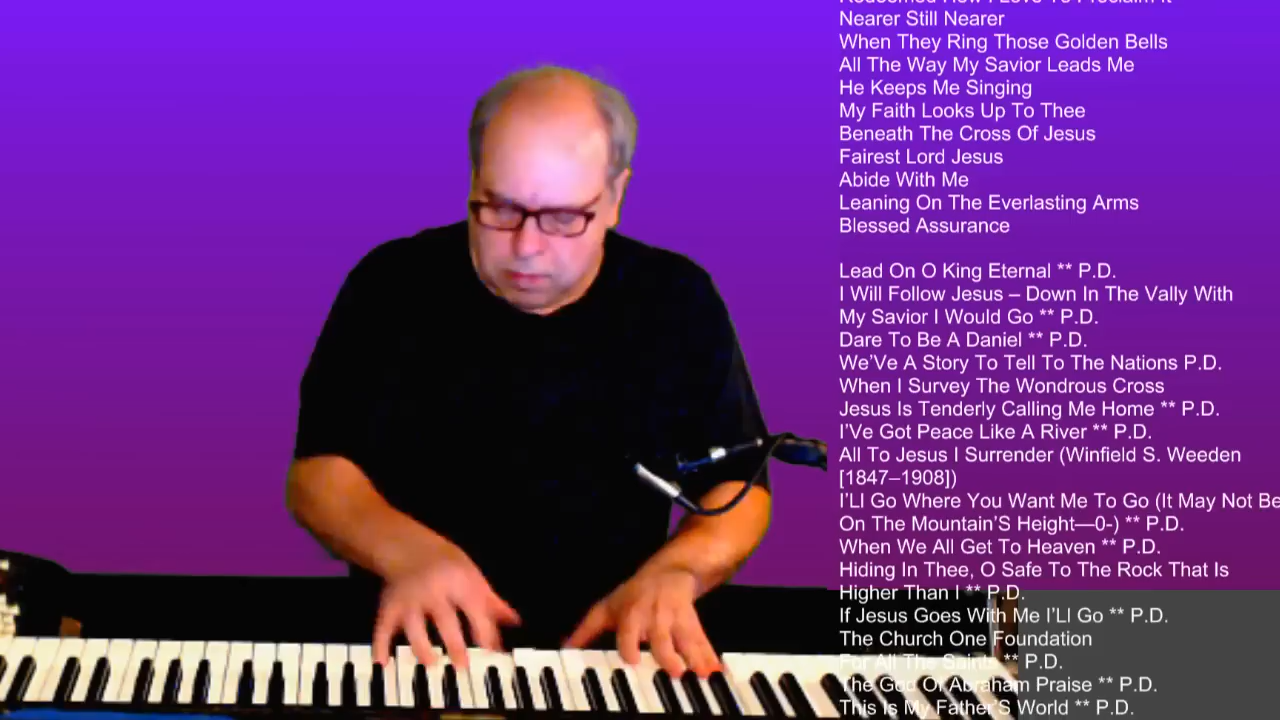 Redeemed How I Love To Proclaim It
Nearer Still Nearer
When They Ring Those Golden Bells
All The Way My Savior Leads Me
He Keeps Me Singing
My Faith Looks Up To Thee
Beneath The Cross Of Jesus
Fairest Lord Jesus
Abide With Me
Leaning On The Everlasting Arms
Blessed Assurance
Lead On O King Eternal ** P.D.
I Will Follow Jesus – Down In The Vally With
My Savior I Would Go ** P.D.
Dare To Be A Daniel ** P.D.
We'Ve A Story To Tell To The Nations P.D.
When I Survey The Wondrous Cross
Jesus Is Tenderly Calling Me Home ** P.D.
I'Ve Got Peace Like A River ** P.D.
All To Jesus I Surrender (Winfield S. Weeden
[1847–1908])
I'Ll Go Where You Want Me To Go (It May Not Be
On The Mountain'S Height—0-) ** P.D.
When We All Get To Heaven ** P.D.
Hiding In Thee, O Safe To The Rock That Is
Higher Than I ** P.D.
If Jesus Goes With Me I'Ll Go ** P.D.
The Church One Foundation
For All The Saints ** P.D.
The God Of Abraham Praise ** P.D.
This Is My Father'S World ** P.D.